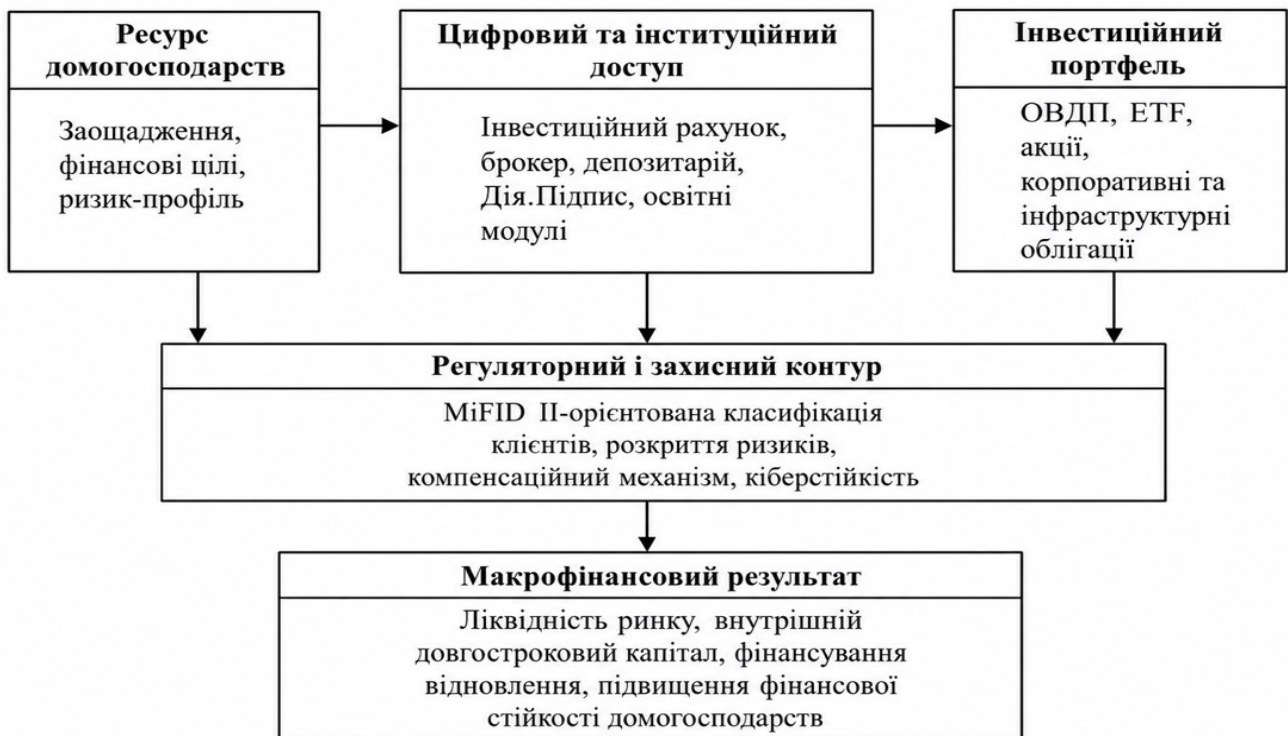 Ресурс
домогосподарств
Заощадження,
фінансові цілі,
ризик-профіль
Цифровий та інституційний
доступ
Інвестиційний рахунок,
брокер, депозитарій,
Дія.Підпис, освітні
модулі
Інвестиційний
портфель
ОВДП, ETF,
акції,
корпоративні та
інфраструктурні
облігації
Регуляторний і захисний контур
MiFID II-орієнтована класифікація
клієнтів, розкриття ризиків,
компенсаційний механізм, кіберстійкість
Макрофінансовий результат
Ліквідність ринку, внутрішній
довгостроковий капітал, фінансування
відновлення, підвищення фінансової
стійкості домогосподарств